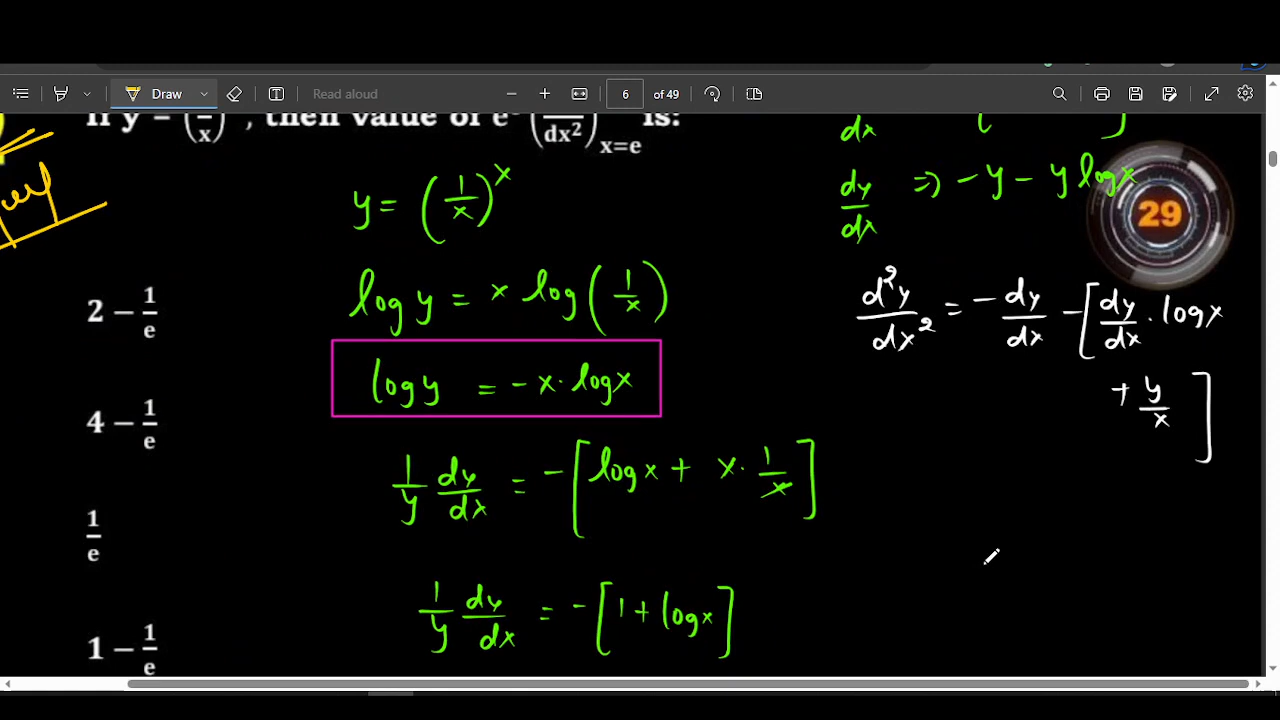 Draw
Read aloud
6 of 49
If y = (1/x) , then value of e (/dx²) x=e is:
dx ( )
y = (1/x)^x
dy/dx => - y - y log x
29
log y = x log (1/x)
d²y/dx² = - dy/dx - [dy/dx . log x
+ y/x ]
2 - 1/e
log y = - x . log x
4 - 1/e
1/y dy/dx = - [log x + x . 1/x]
1/e
1/y dy/dx = - [1 + log x]
1 - 1/e